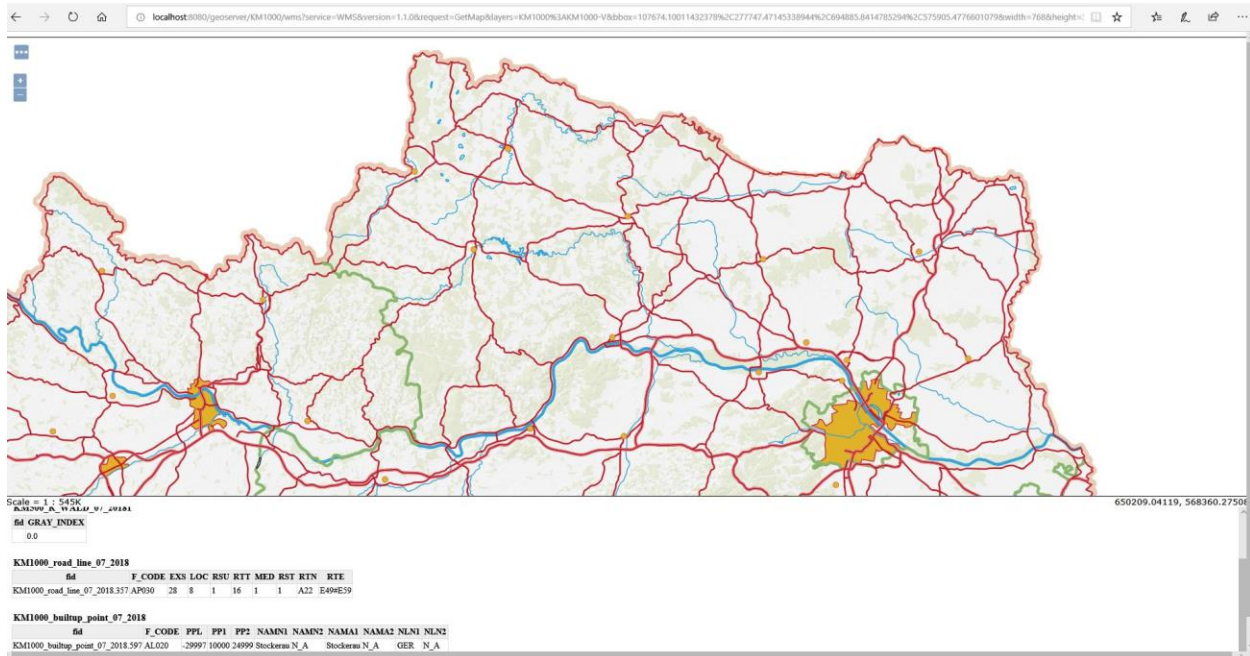 localhost:8080/geoserver/KM1000/wms?service=WMS&version=1.1.0&request=GetMap&layers=KM1000%3AKM1000-V&bbox=107674.10011432378%2C277747.47145338944%2C694885.8414785294%2C575905.4776601079&width=768&height=
Scale = 1 : 545K
650209.04119, 568360.27508
KM500_R_WALD_07_20181
fid GRAY_INDEX
0.0
KM1000_road_line_07_2018
fid F_CODE EXS LOC RSU RTT MED RST RTN RTE
KM1000_road_line_07_2018.357 AP030 28 8 1 16 1 1 A22 E49#E59
KM1000_builtup_point_07_2018
fid F_CODE PPL PP1 PP2 NAMN1 NAMN2 NAMA1 NAMA2 NLN1 NLN2
KM1000_builtup_point_07_2018.597 AL020 -29997 10000 24999 Stockerau N_A Stockerau N_A GER N_A